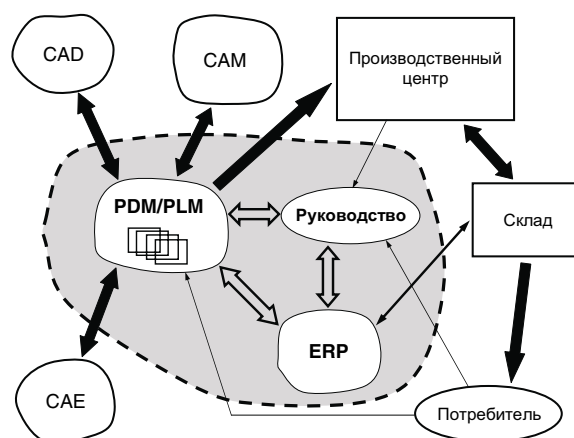 CAD
CAM
Производственный
центр
PDM/PLM
Руководство
Склад
ERP
CAE
Потребитель